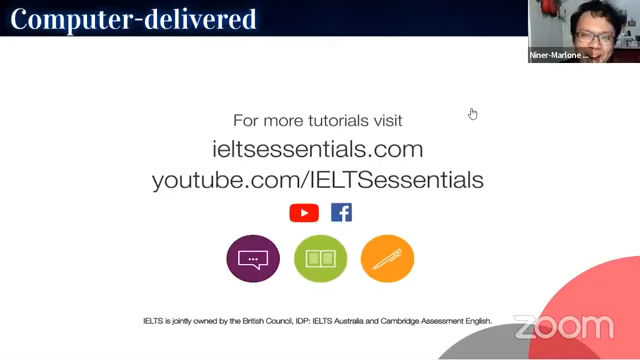 Computer-delivered
Niner-Marlone ...
For more tutorials visit
ieltsessentials.com
youtube.com/IELTSessentials
IELTS is jointly owned by the British Council, IDP: IELTS Australia and Cambridge Assessment English.
zoom